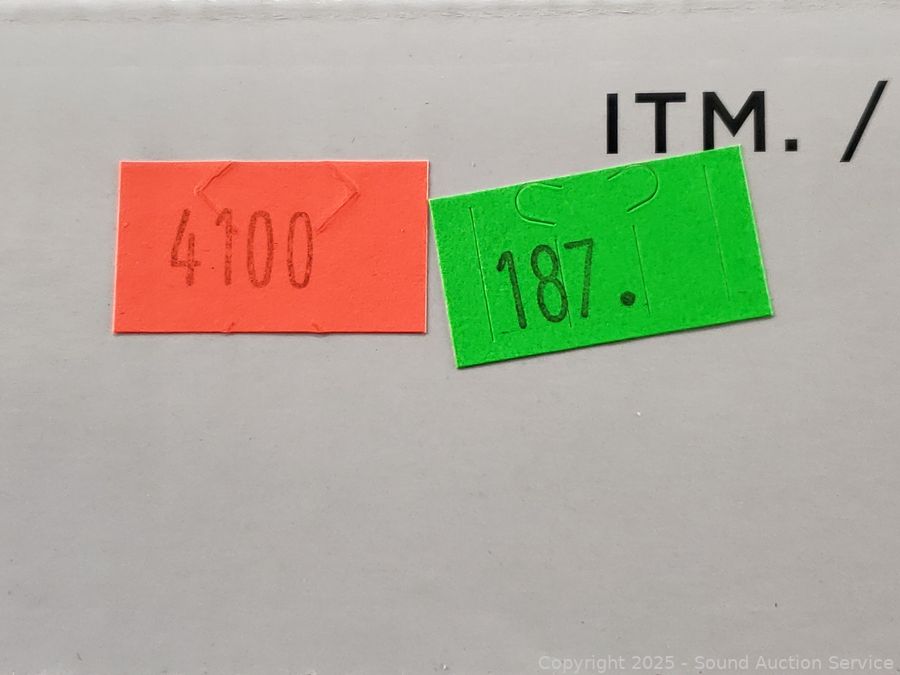 ITM. /
4100
187.
Copyright 2025 - Sound Auction Service